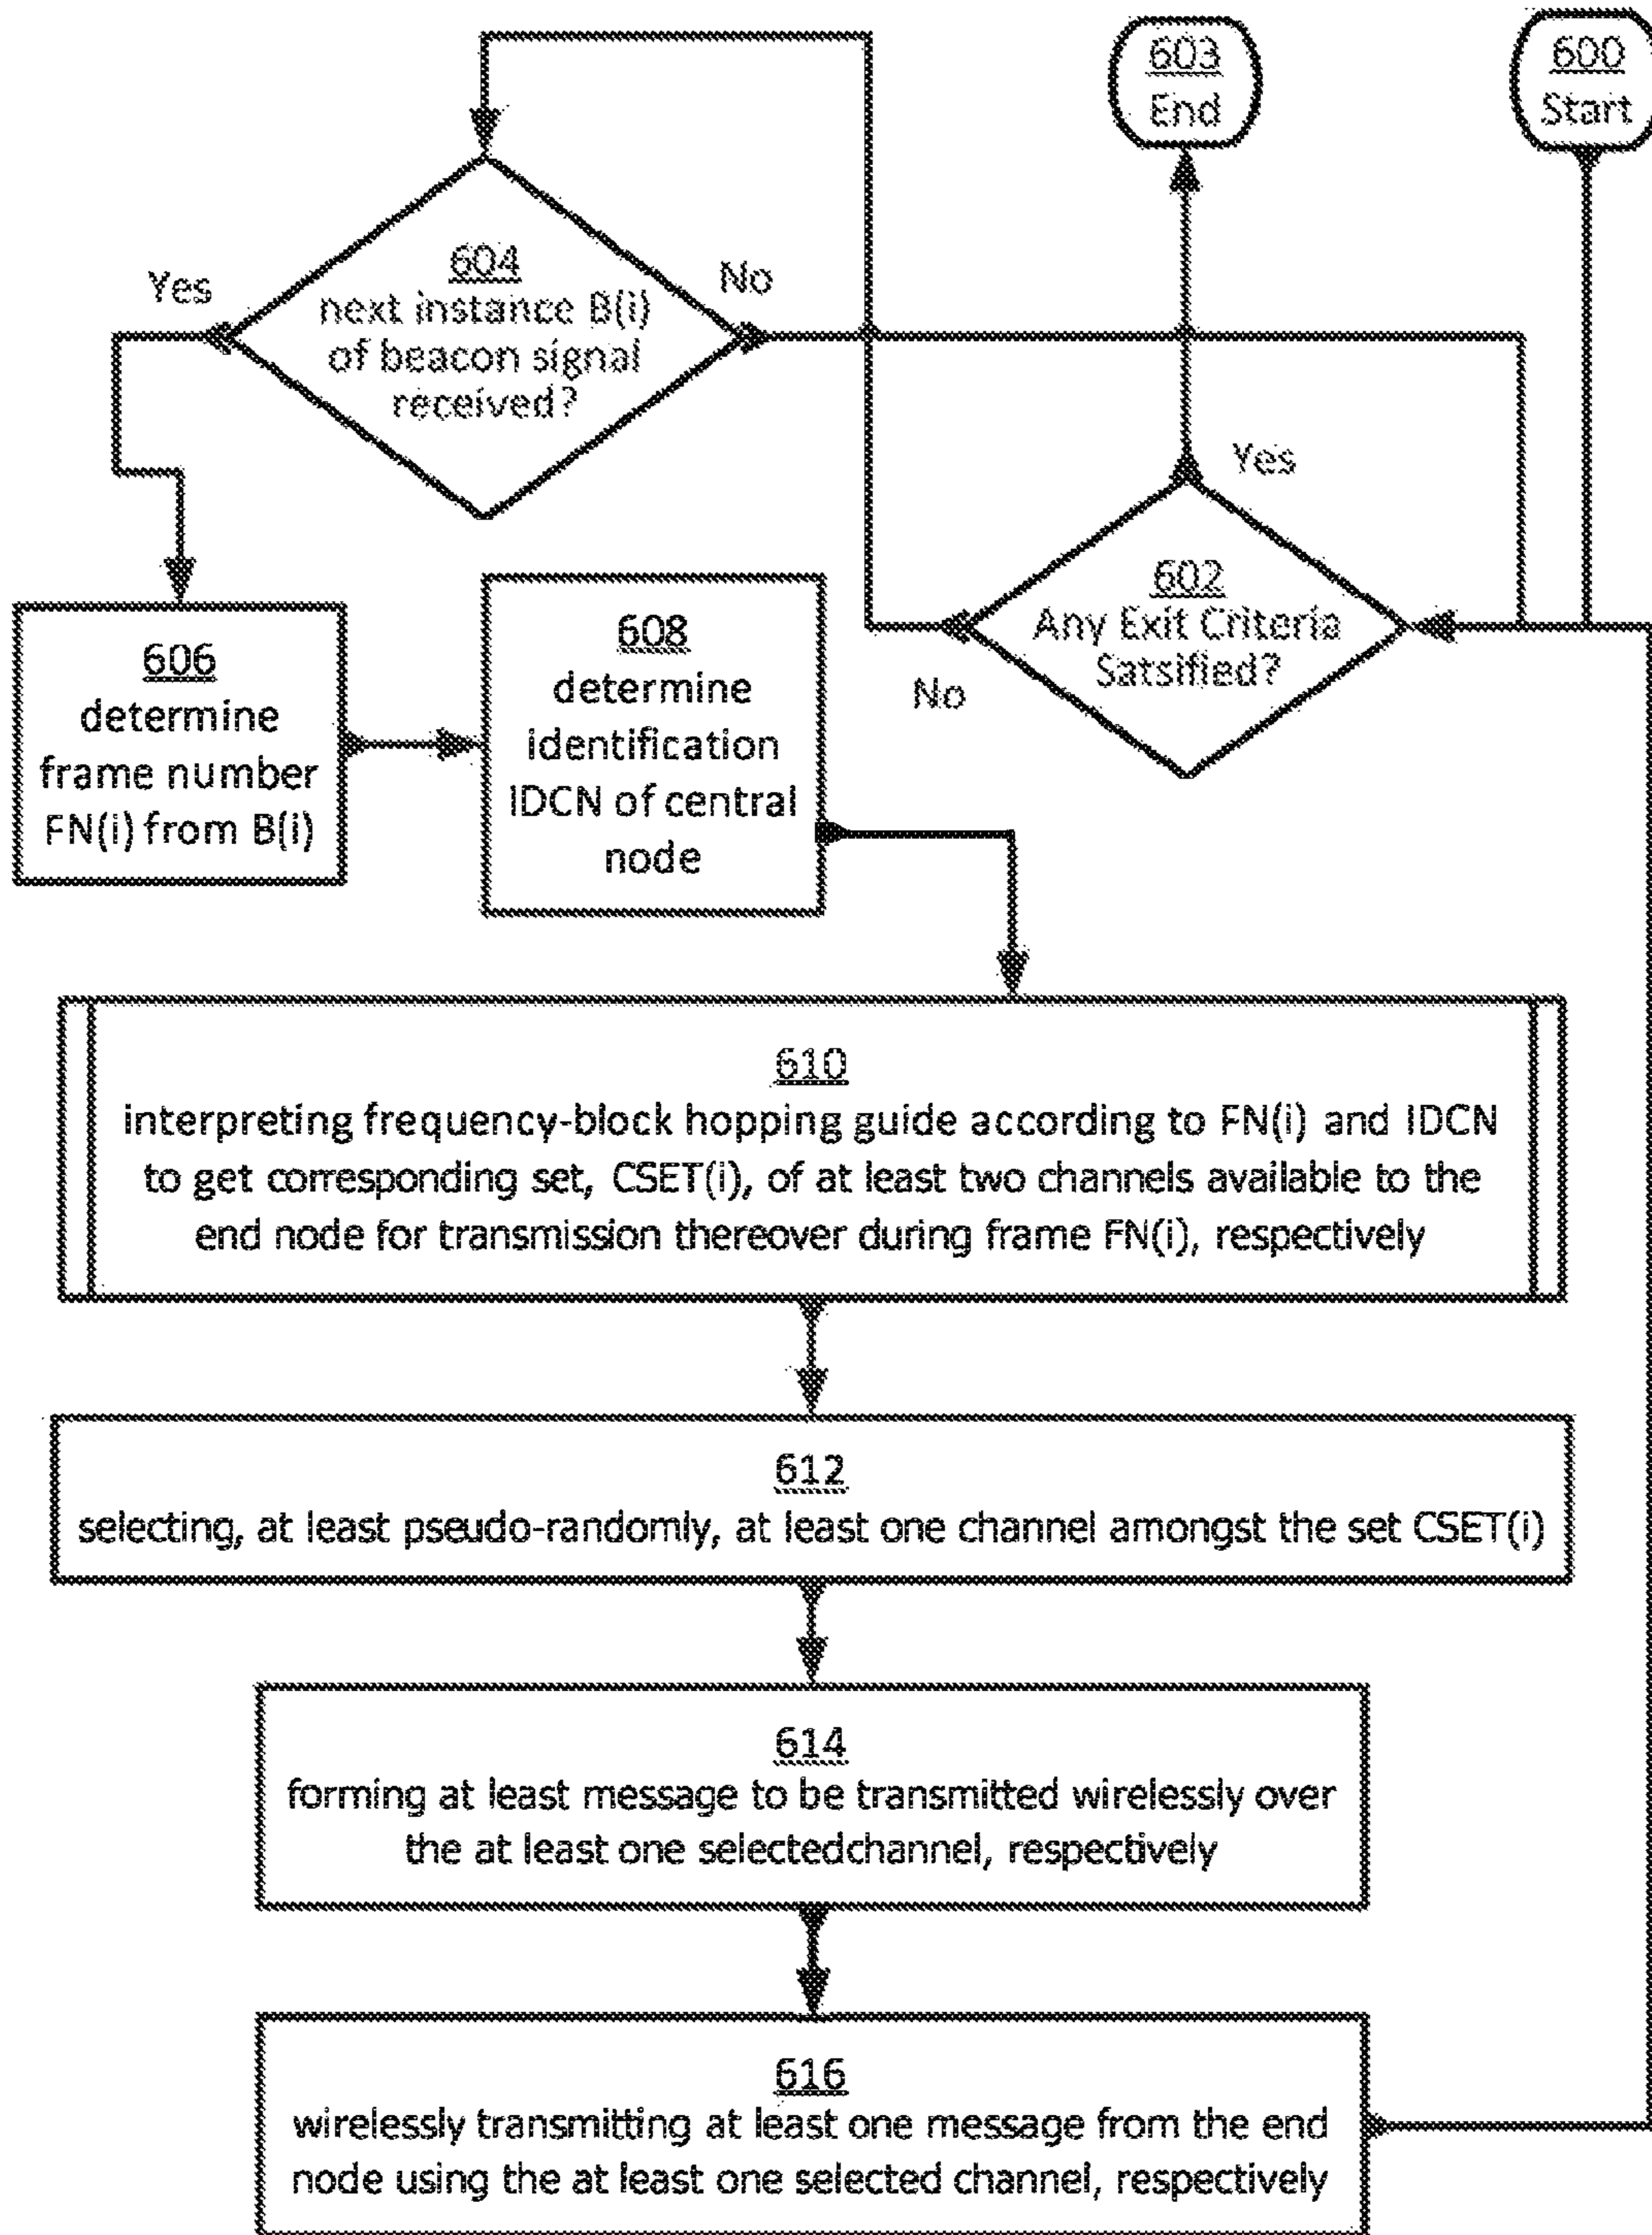 603
End
600
Start
604
next instance B(i)
of beacon signal
received?
Yes
No
602
Any Exit Criteria
Satsified?
Yes
No
606
determine
frame number
FN(i) from B(i)
608
determine
identification
IDCN of central
node
610
interpreting frequency-block hopping guide according to FN(i) and IDCN
to get corresponding set, CSET(i), of at least two channels available to the
end node for transmission thereover during frame FN(i), respectively
612
selecting, at least pseudo-randomly, at least one channel amongst the set CSET(i)
614
forming at least message to be transmitted wirelessly over
the at least one selectedchannel, respectively
616
wirelessly transmitting at least one message from the end
node using the at least one selected channel, respectively